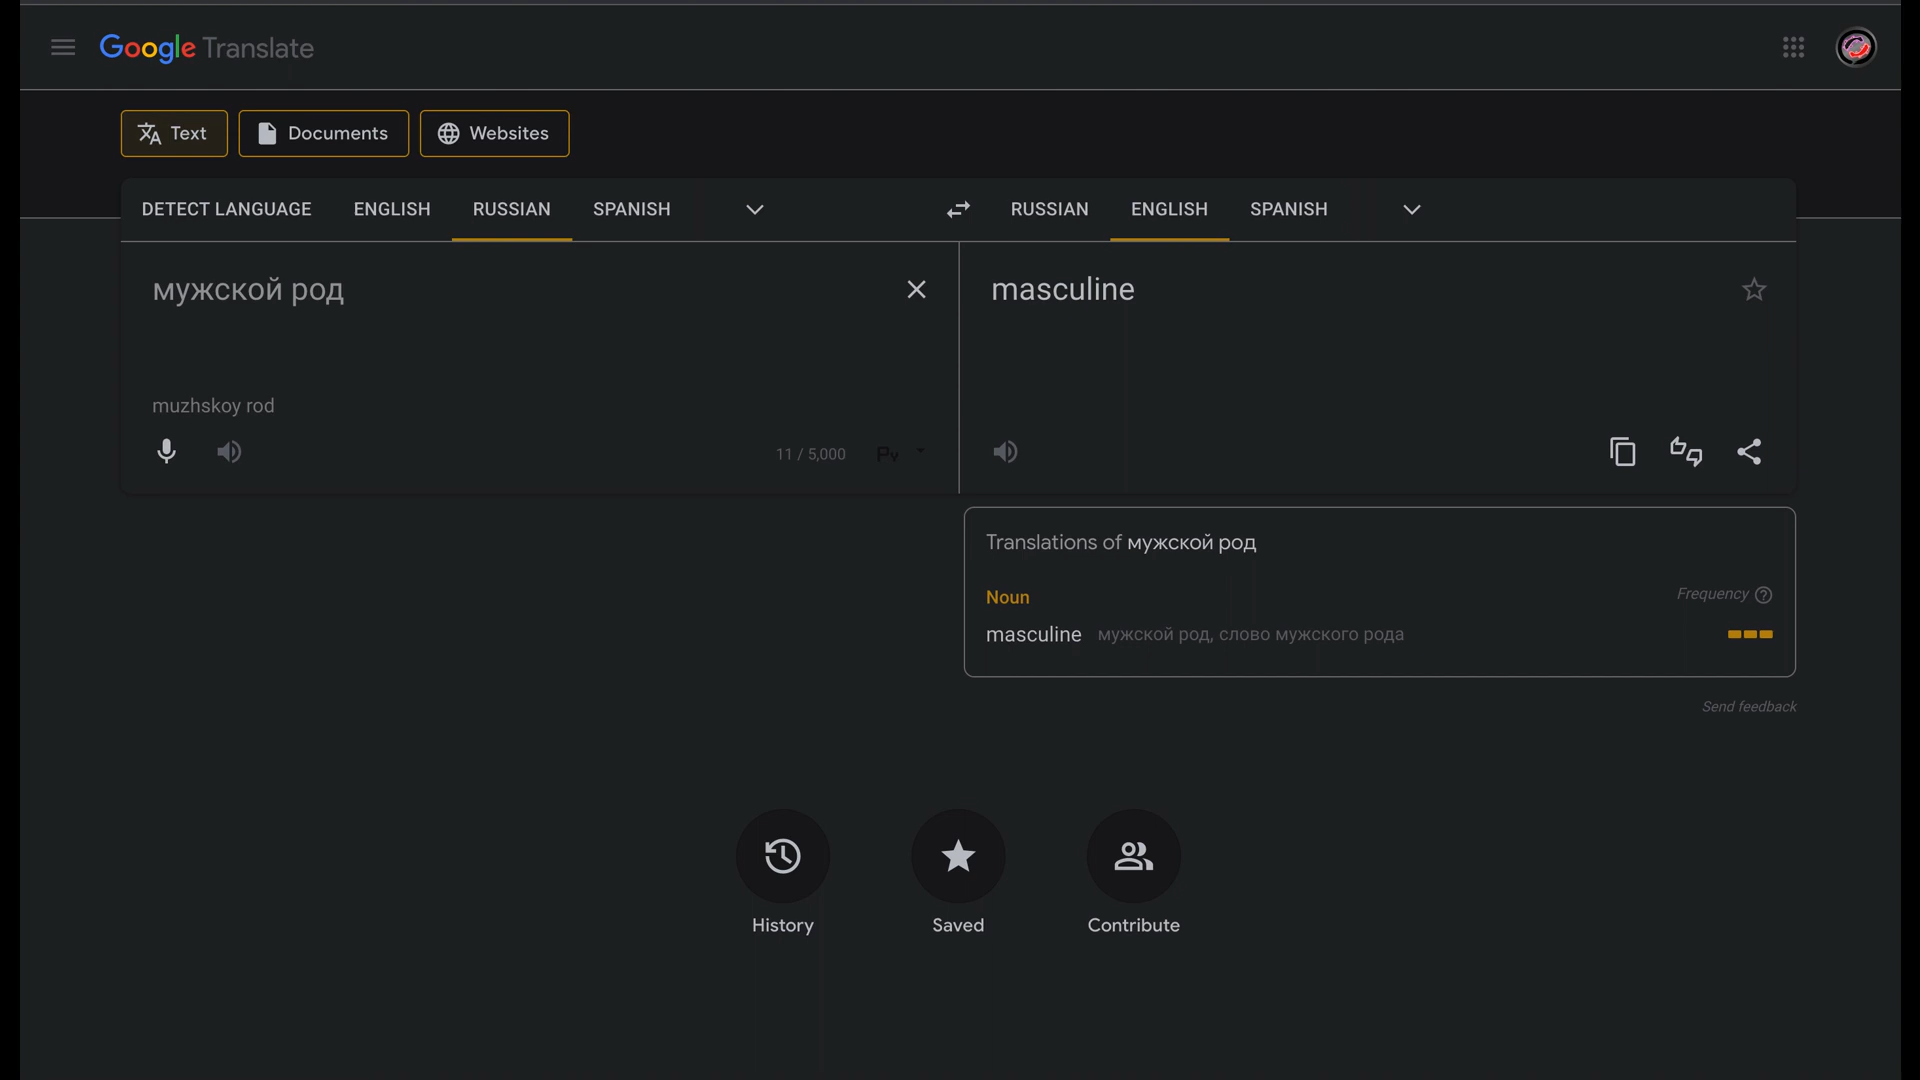 Google Translate
Text Documents Websites
DETECT LANGUAGE ENGLISH RUSSIAN SPANISH RUSSIAN ENGLISH SPANISH
мужской род
masculine
muzhskoy rod
11 / 5,000
Translations of мужской род
Noun Frequency
masculine мужской род, слово мужского рода
Send feedback
History Saved Contribute